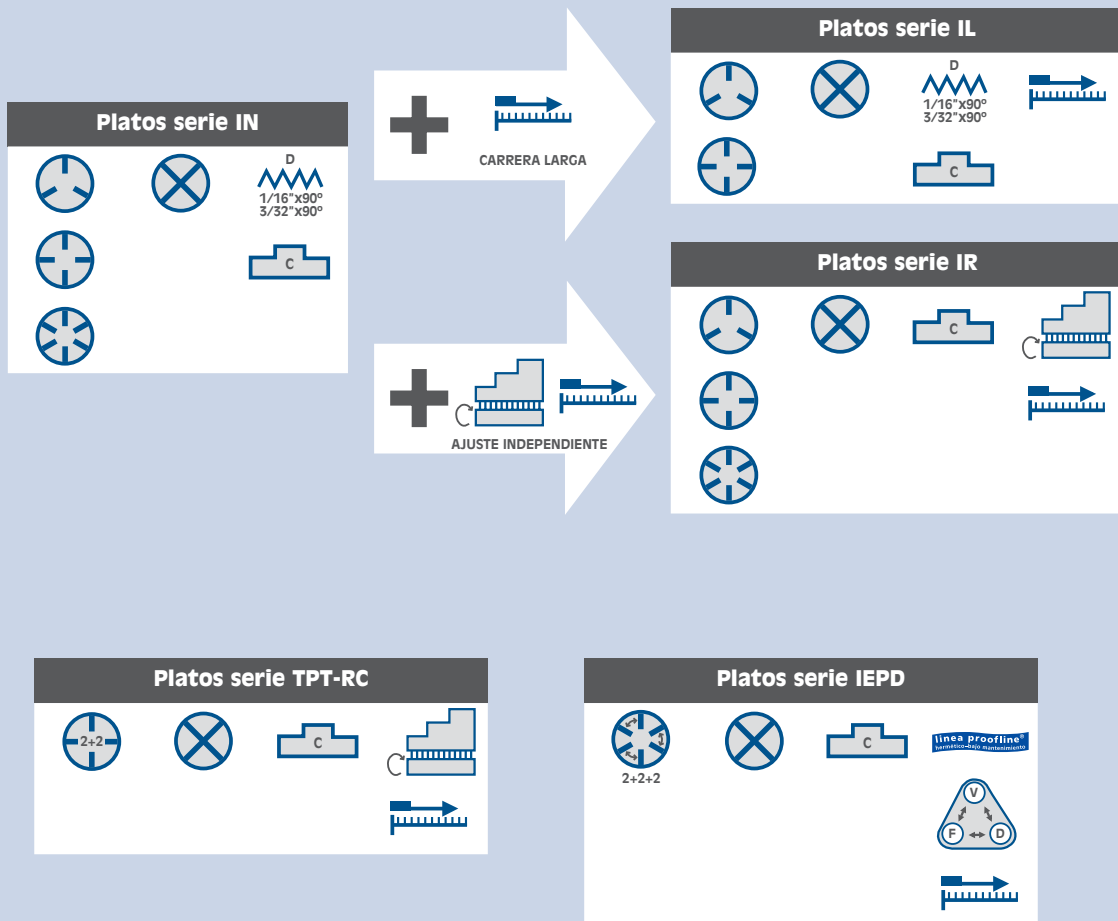 Platos serie IN
D
1/16"x90º
3/32"x90º
C
CARRERA LARGA
AJUSTE INDEPENDIENTE
Platos serie IL
D
1/16"x90º
3/32"x90º
C
Platos serie IR
C
Platos serie TPT-RC
2+2
C
Platos serie IEPD
2+2+2
C
línea proofline®
hermético-bajo mantenimiento
V
F
D